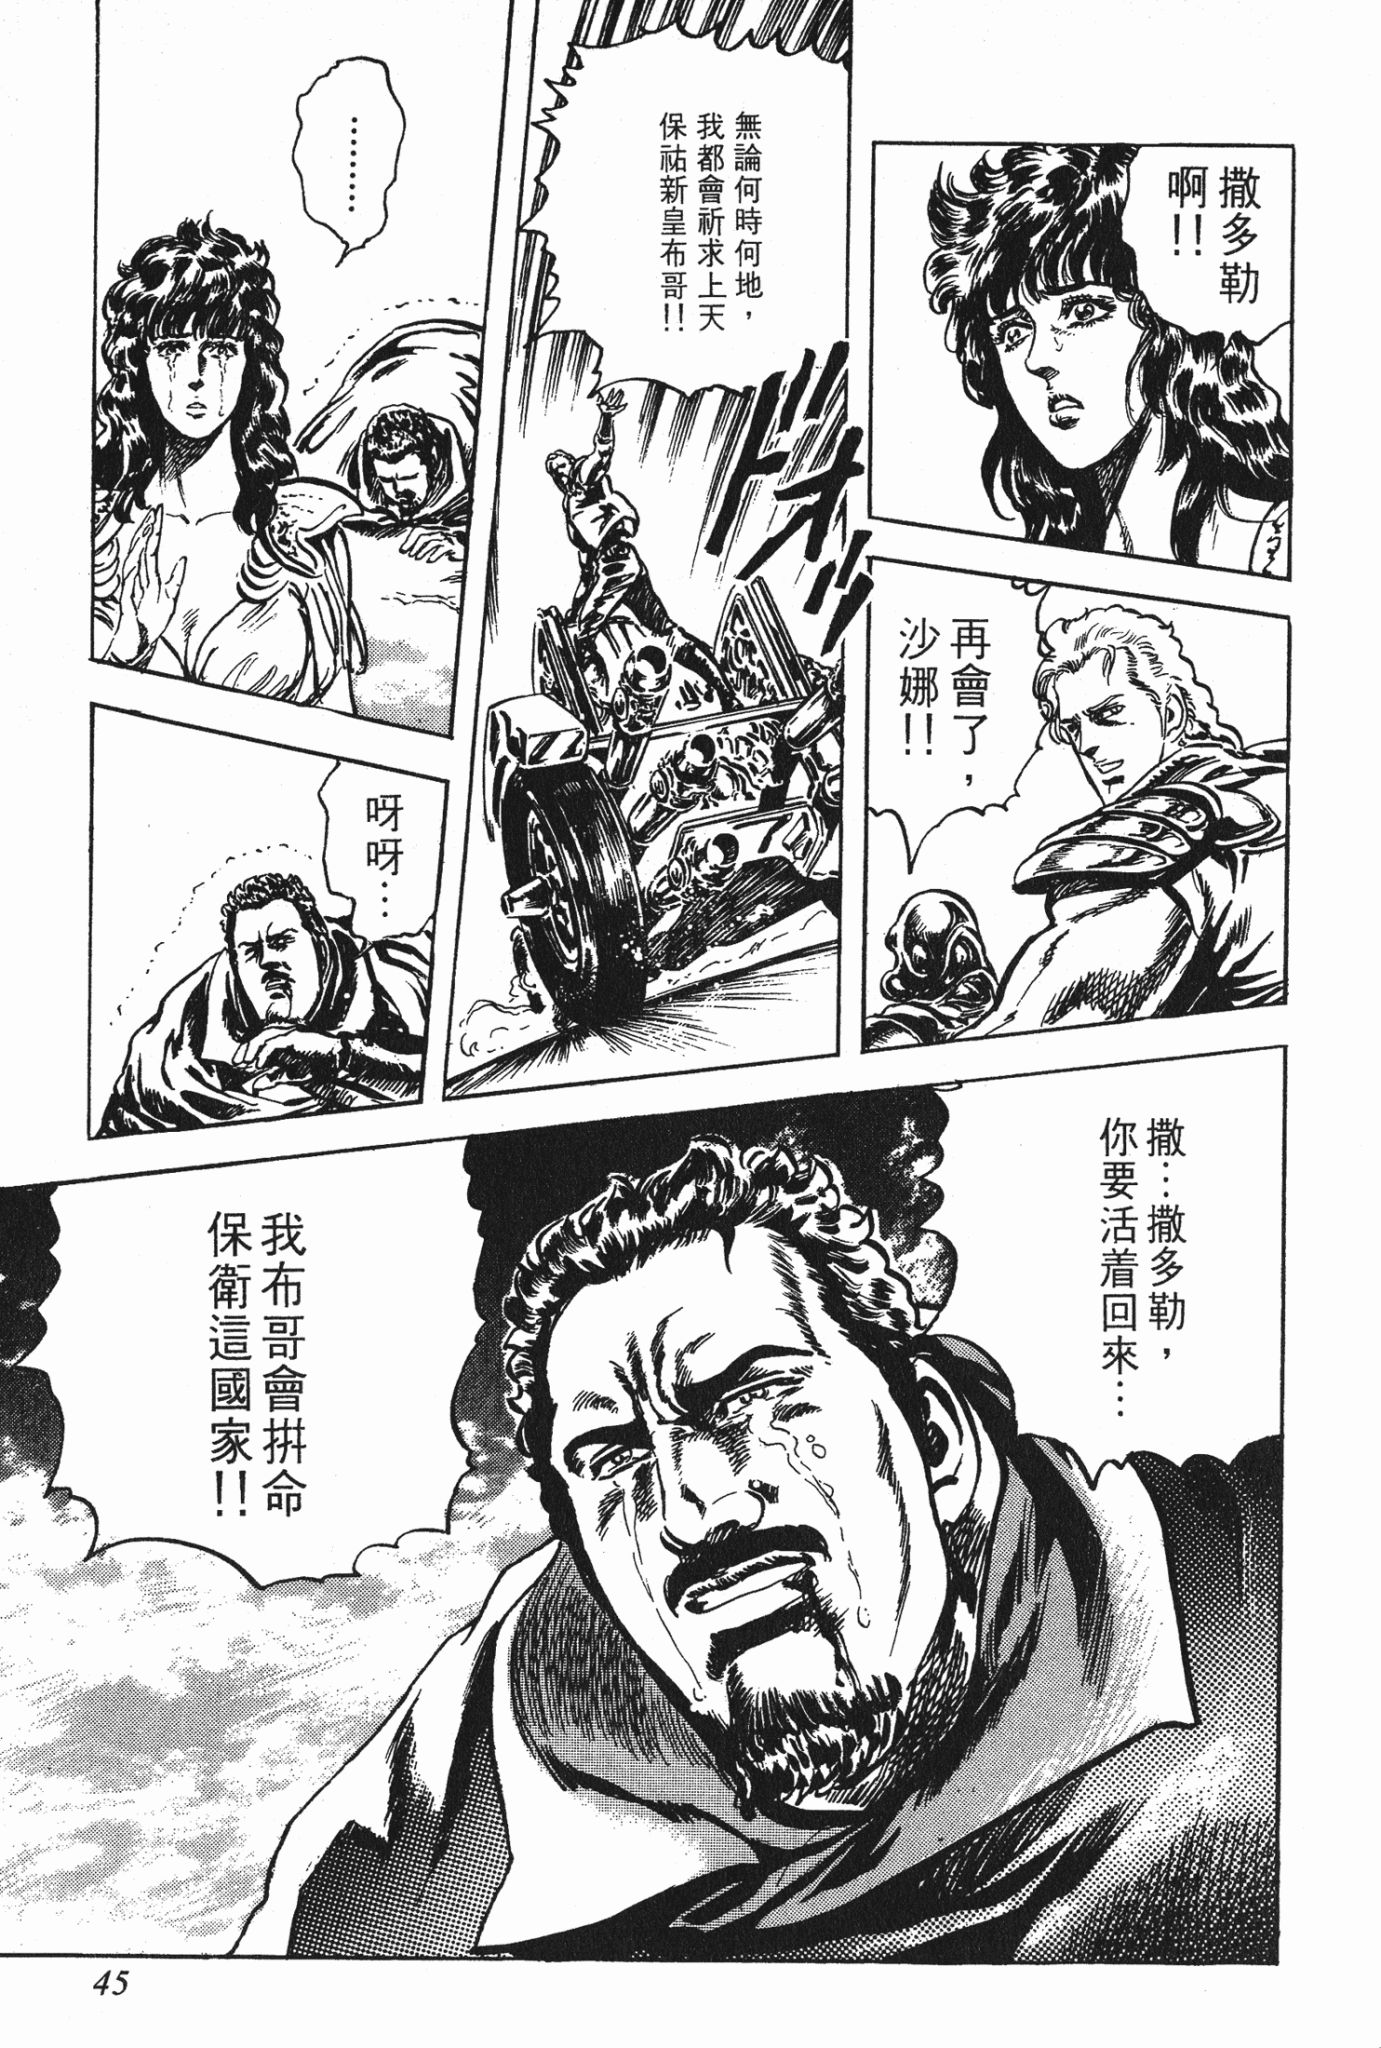 撒多勒
啊!!
再會了，
沙娜!!
無論何時何地，
我都會祈求上天
保祐新皇布哥!!
ドオオ
………
呀呀…
撒…撒多勒，
你要活着回來…
我布哥會拚命
保衛這國家!!
45